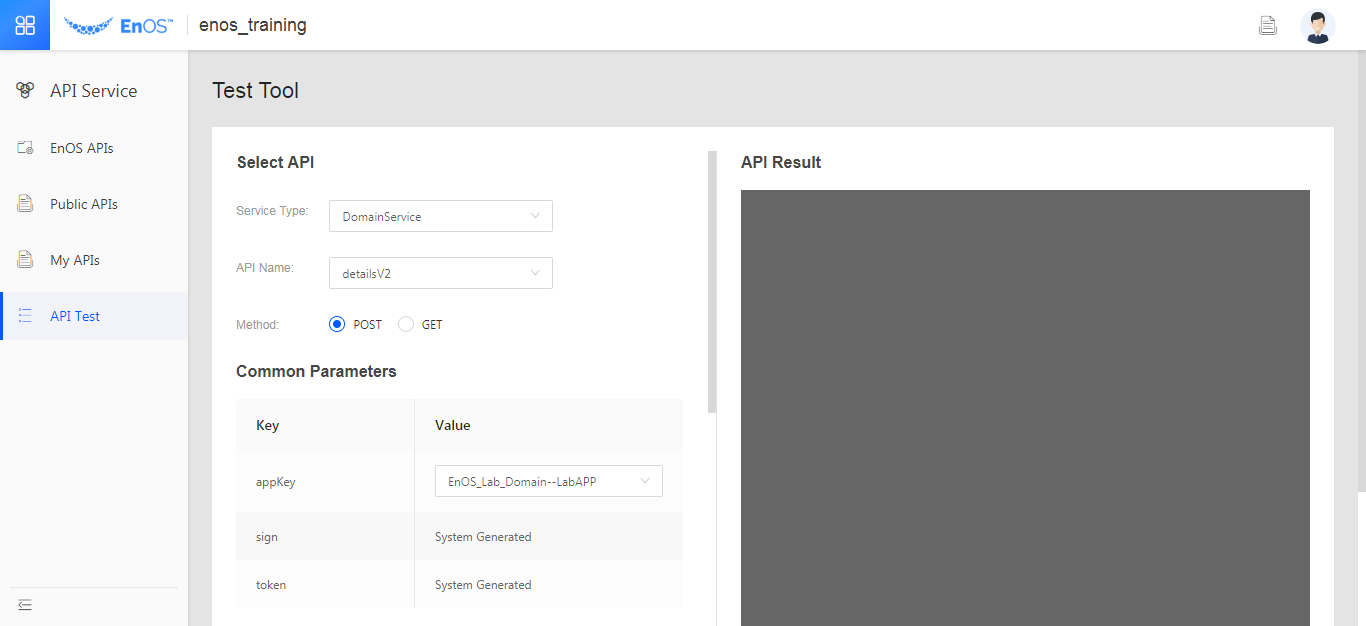 EnOS™
enos_training
API Service
EnOS APIs
Public APIs
My APIs
API Test
Test Tool
Select API
Service Type:
DomainService
API Name:
detailsV2
Method:
POST
GET
Common Parameters
Key
Value
appKey
EnOS_Lab_Domain--LabAPP
sign
System Generated
token
System Generated
API Result